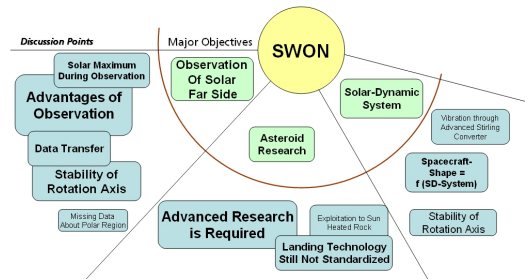 Discussion Points
Major Objectives
SWON
Solar Maximum
During Observation
Advantages of
Observation
Data Transfer
Stability of
Rotation Axis
Missing Data
About Polar Region
Observation
Of Solar
Far Side
Asteroid
Research
Solar-Dynamic
System
Advanced Research
is Required
Exploitation to Sun
Heated Rock
Landing Technology
Still Not Standardized
Vibration through
Advanced Stirling
Converter
Spacecraft-
Shape =
f (SD-System)
Stability of
Rotation Axis